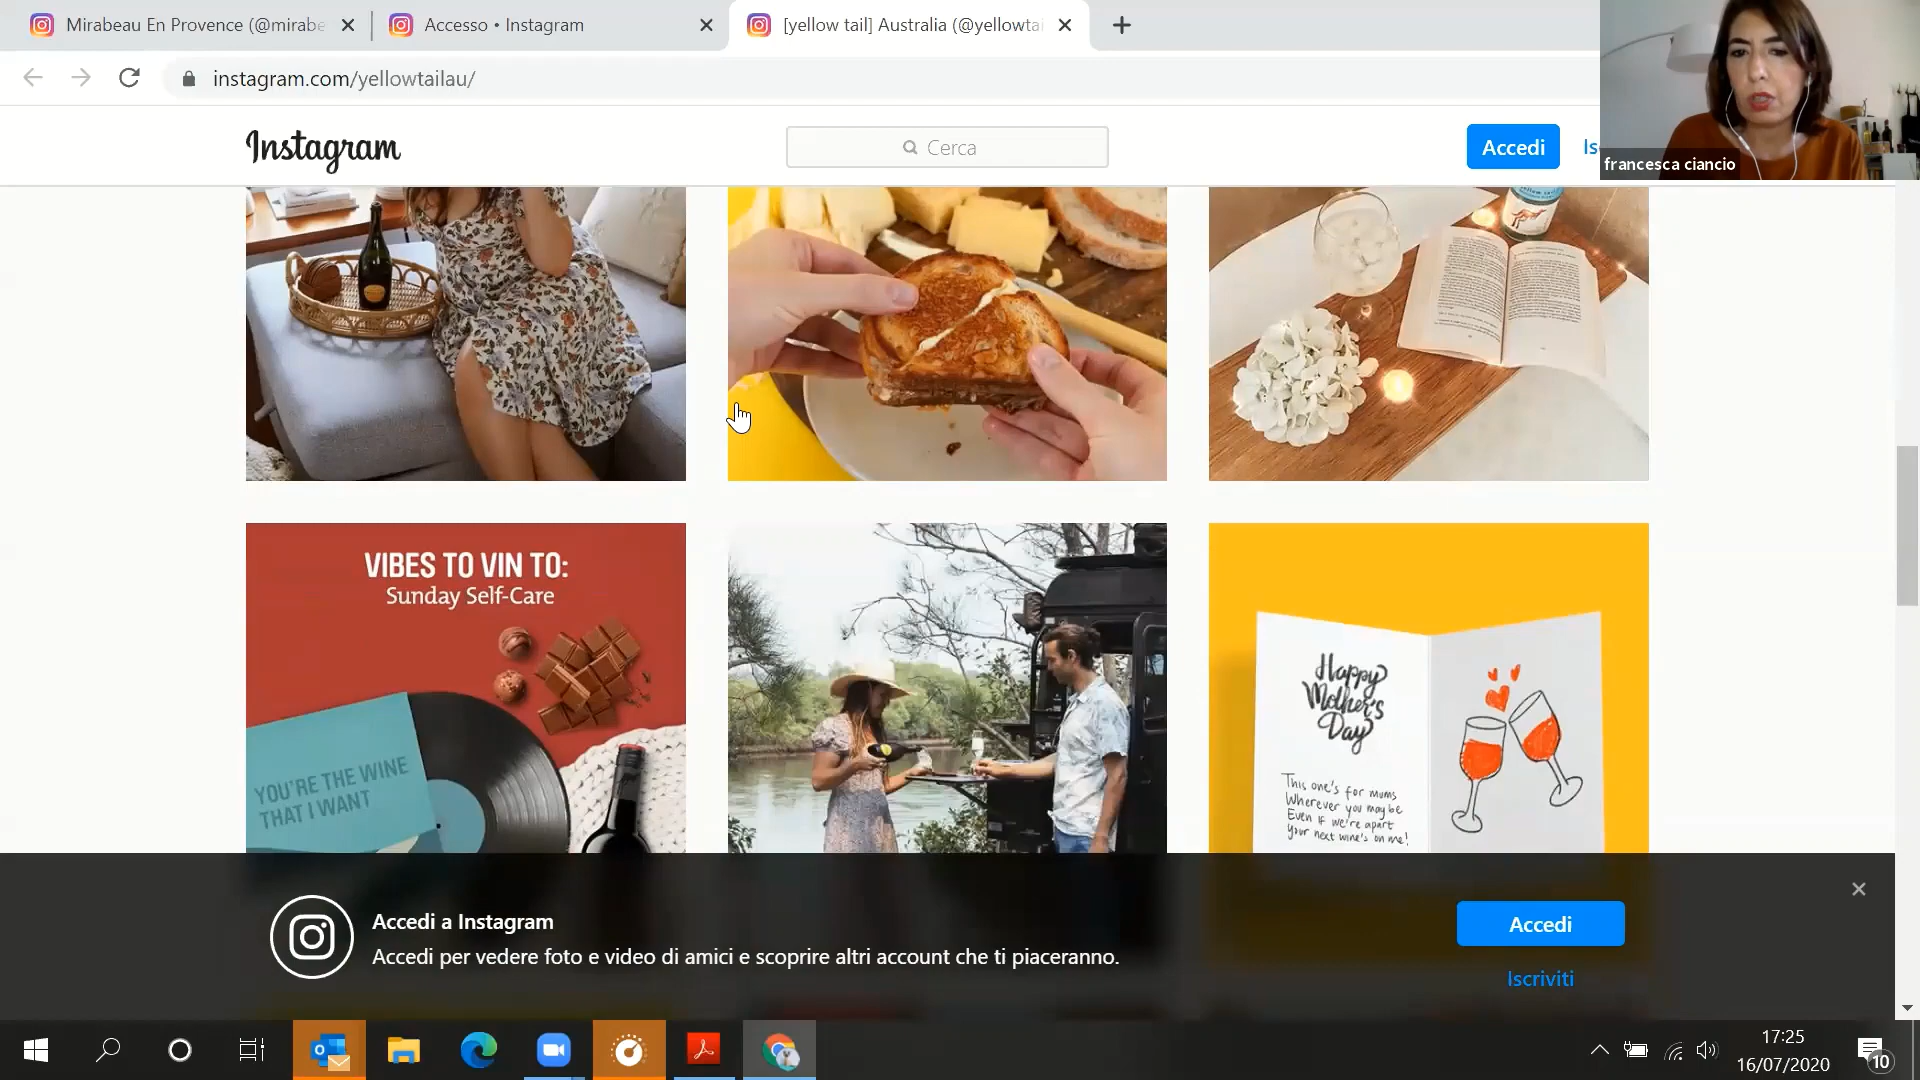 Mirabeau En Provence (@mirabe
Accesso • Instagram
[yellow tail] Australia (@yellowtai
instagram.com/yellowtailau/
Instagram
Cerca
Accedi
Is
francesca ciancio
VIBES TO VIN TO:
Sunday Self-Care
YOU'RE THE WINE
THAT I WANT
Happy
Mother's
Day
This one's for mums
Wherever you may be
Even if we're apart
Your next wine's on me!
Accedi a Instagram
Accedi per vedere foto e video di amici e scoprire altri account che ti piaceranno.
Accedi
Iscriviti
17:25
16/07/2020
10